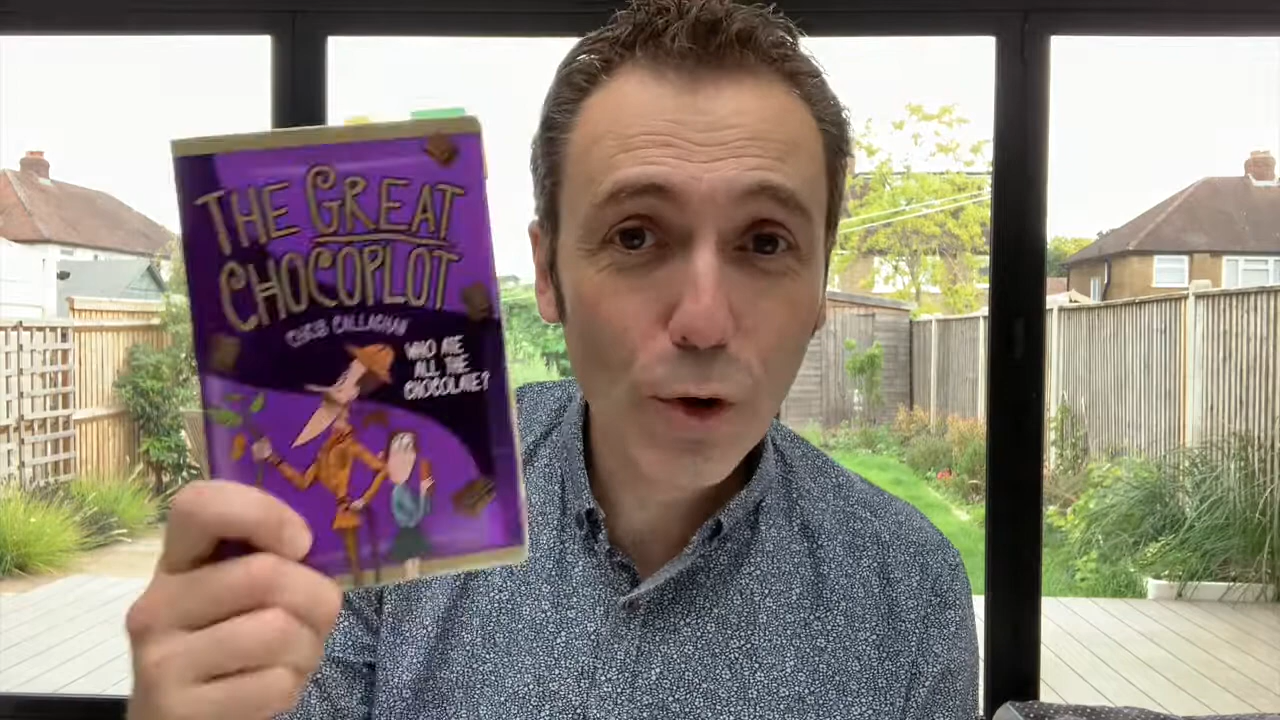 THE GREAT
CHOCOPLOT
CHRIS CALLAGHAN
WHO ATE
ALL THE
CHOCOLATE?